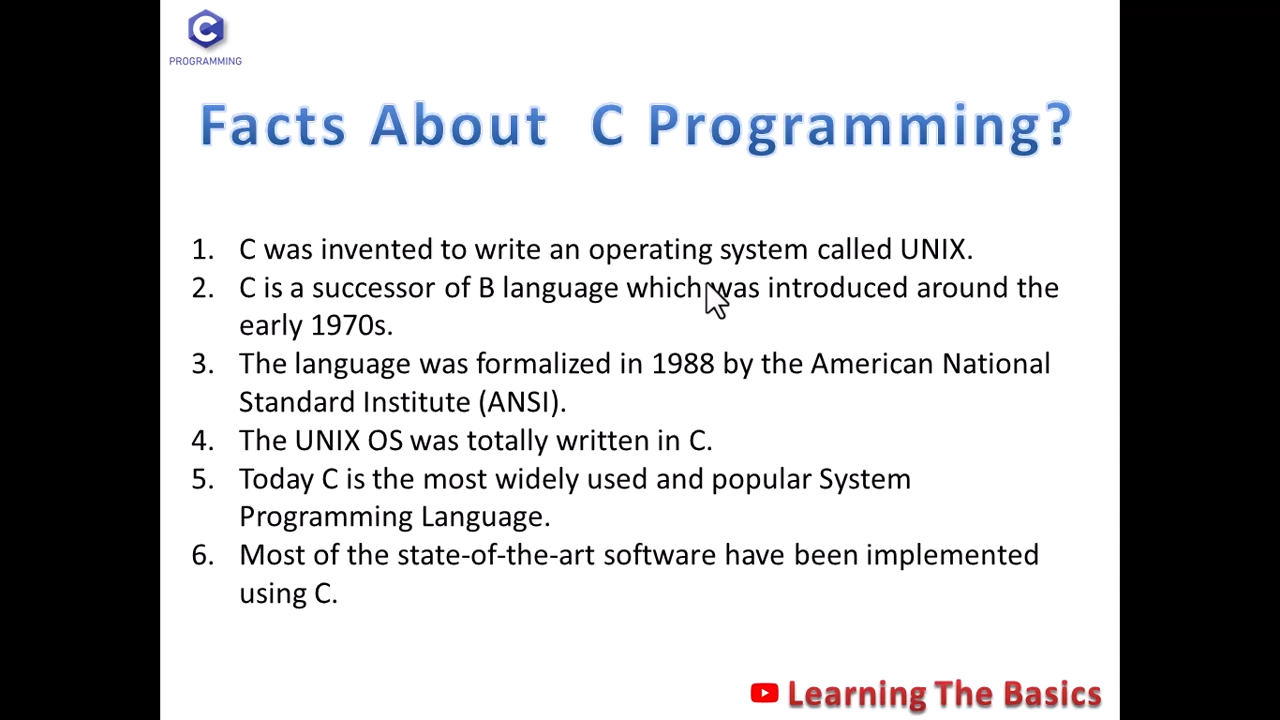 C
PROGRAMMING
Facts About C Programming?
1. C was invented to write an operating system called UNIX.
2. C is a successor of B language which was introduced around the
early 1970s.
3. The language was formalized in 1988 by the American National
Standard Institute (ANSI).
4. The UNIX OS was totally written in C.
5. Today C is the most widely used and popular System
Programming Language.
6. Most of the state-of-the-art software have been implemented
using C.
Learning The Basics